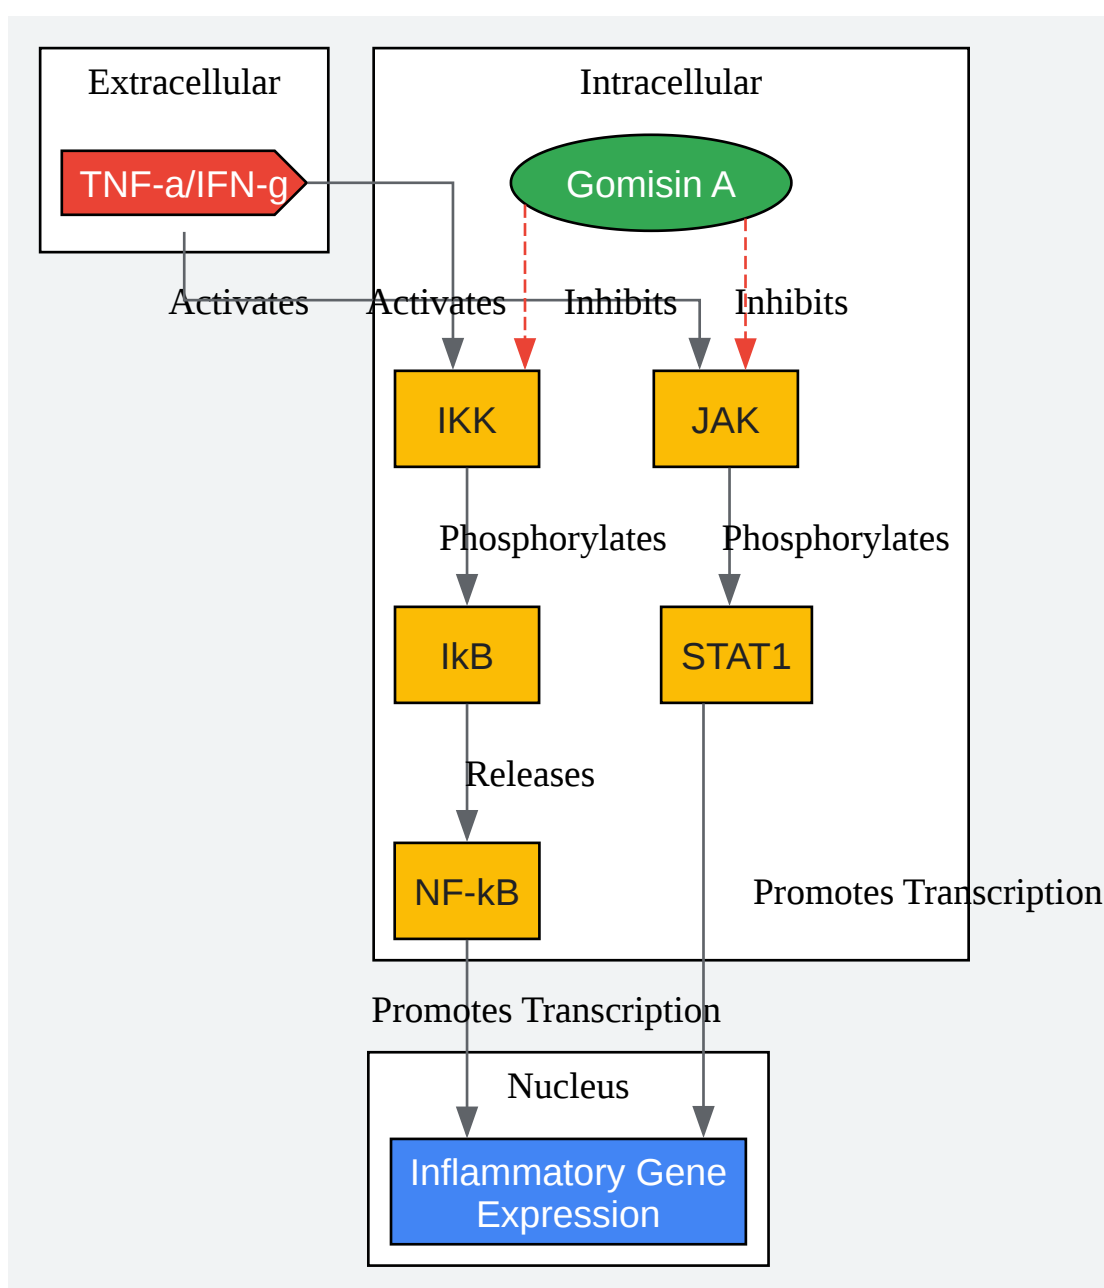 Extracellular
Intracellular
TNF-a/IFN-g
Gomisin A
Activates
Activates
Inhibits
Inhibits
IKK
JAK
Phosphorylates
Phosphorylates
IkB
STAT1
Releases
NF-kB
Promotes Transcription
Promotes Transcription
Nucleus
Inflammatory Gene
Expression